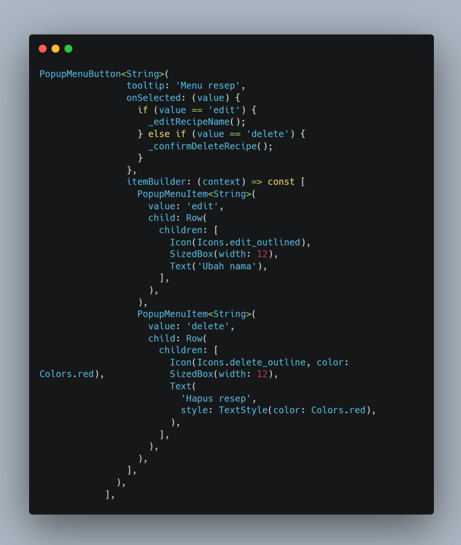 PopupMenuButton<String>(
                tooltip: 'Menu resep',
                onSelected: (value) {
                  if (value == 'edit') {
                    _editRecipeName();
                  } else if (value == 'delete') {
                    _confirmDeleteRecipe();
                  }
                },
                itemBuilder: (context) => const [
                  PopupMenuItem<String>(
                    value: 'edit',
                    child: Row(
                      children: [
                        Icon(Icons.edit_outlined),
                        SizedBox(width: 12),
                        Text('Ubah nama'),
                      ],
                    ),
                  ),
                  PopupMenuItem<String>(
                    value: 'delete',
                    child: Row(
                      children: [
                        Icon(Icons.delete_outline, color:
Colors.red),            SizedBox(width: 12),
                        Text(
                          'Hapus resep',
                          style: TextStyle(color: Colors.red),
                        ),
                      ],
                    ),
                  ),
                ],
              ),
            ],